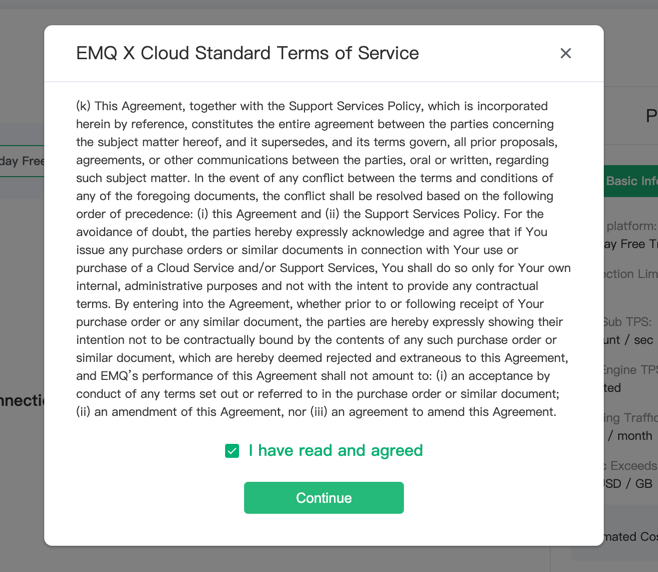 EMQ X Cloud Standard Terms of Service
(k) This Agreement, together with the Support Services Policy, which is incorporated
herein by reference, constitutes the entire agreement between the parties concerning
the subject matter hereof, and it supersedes, and its terms govern, all prior proposals,
agreements, or other communications between the parties, oral or written, regarding
such subject matter. In the event of any conflict between the terms and conditions of
any of the foregoing documents, the conflict shall be resolved based on the following
order of precedence: (i) this Agreement and (ii) the Support Services Policy. For the
avoidance of doubt, the parties hereby expressly acknowledge and agree that if You
issue any purchase orders or similar documents in connection with Your use or
purchase of a Cloud Service and/or Support Services, You shall do so only for Your own
internal, administrative purposes and not with the intent to provide any contractual
terms. By entering into the Agreement, whether prior to or following receipt of Your
purchase order or any similar document, the parties are hereby expressly showing their
intention not to be contractually bound by the contents of any such purchase order or
similar document, which are hereby deemed rejected and extraneous to this Agreement,
and EMQ's performance of this Agreement shall not amount to: (i) an acceptance by
conduct of any terms set out or referred to in the purchase order or similar document;
(ii) an amendment of this Agreement, nor (iii) an agreement to amend this Agreement.
I have read and agreed
Continue
day Free
nnecti
P
Basic Inf
platform:
ay Free T
ction Lim
Sub TPS:
unt / sec
Engine TPS
ted
ing Traffic
/ month
c Exceeds
USD / GB
mated Cos